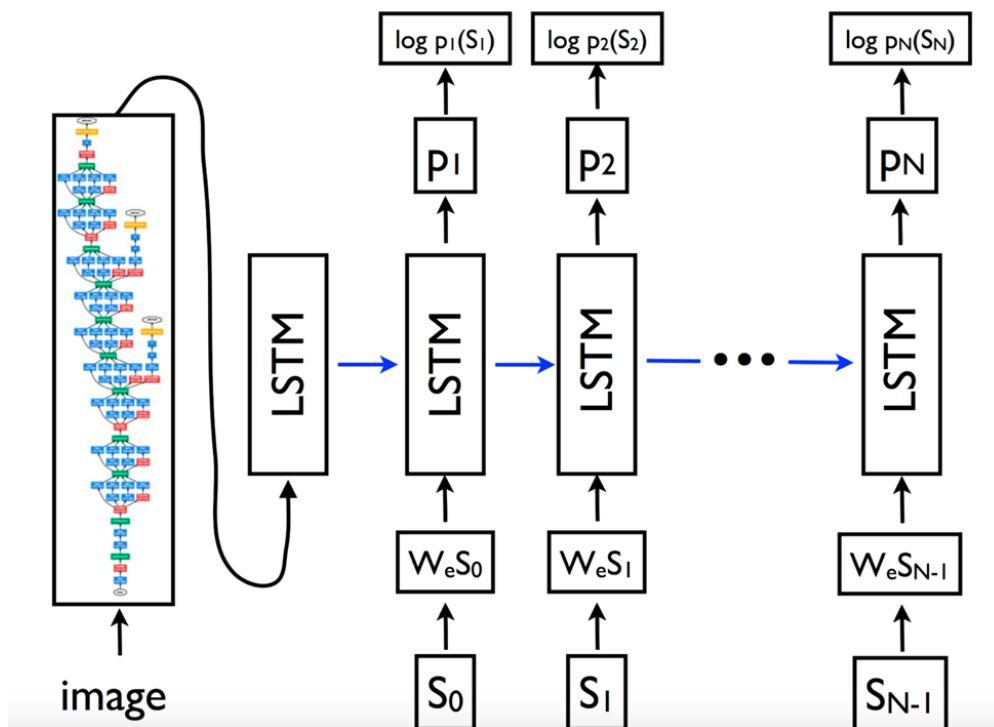 log p₁(S₁)
log p₂(S₂)
log pN(SN)
p₁
p₂
pN
LSTM
LSTM
LSTM
LSTM
WeS₀
WeS₁
WeSN-1
image
S₀
S₁
SN-1